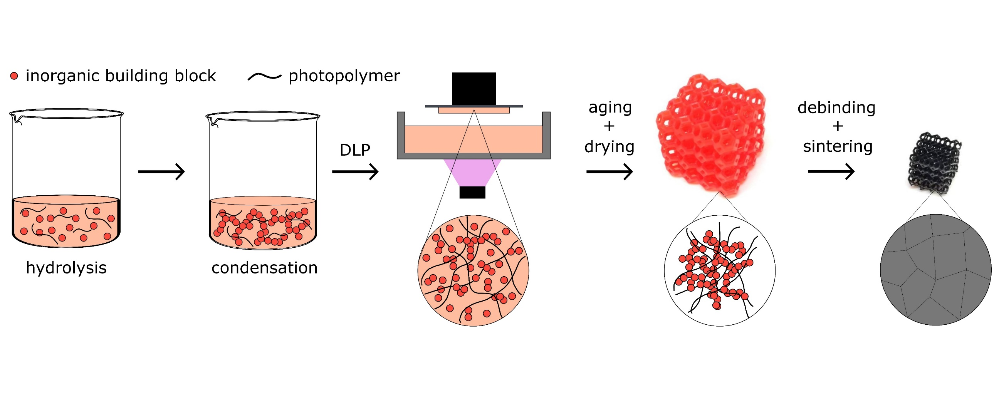 inorganic building block
photopolymer
hydrolysis
condensation
DLP
aging
+
drying
debinding
+
sintering